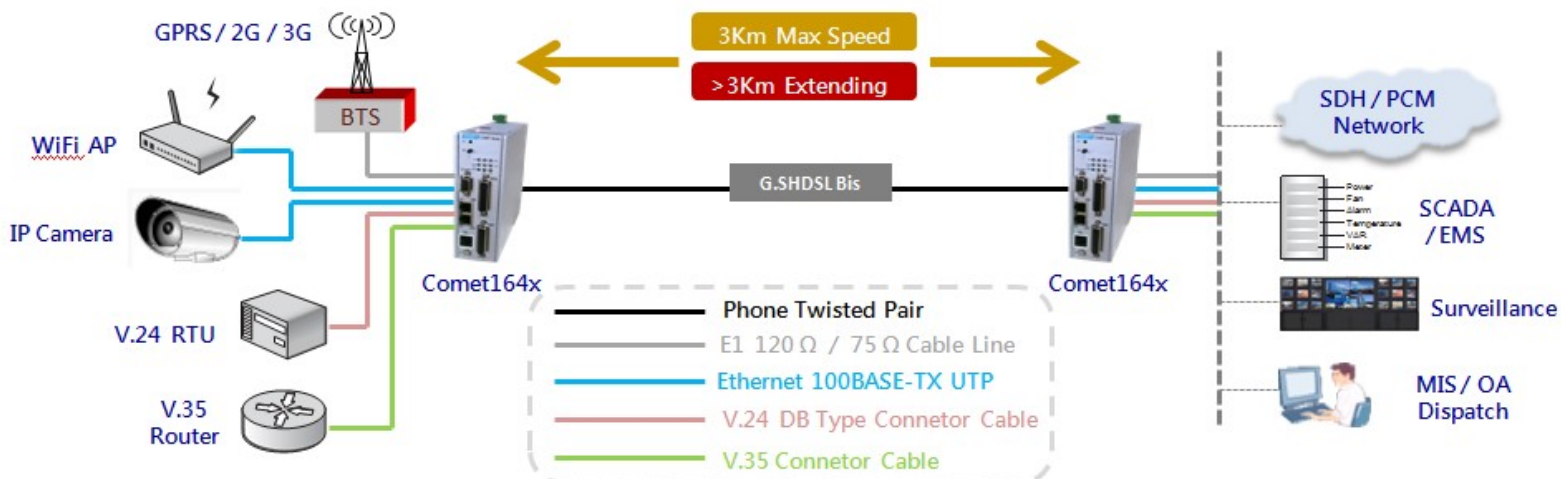 GPRS / 2G / 3G
BTS
WiFi AP
IP Camera
V.24 RTU
V.35
Router
Comet164x
3Km Max Speed
>3Km Extending
G.SHDSL Bis
Comet164x
Phone Twisted Pair
E1 120 Ω / 75 Ω Cable Line
Ethernet 100BASE-TX UTP
V.24 DB Type Connetor Cable
V.35 Connetor Cable
SDH / PCM
Network
Power
Fan
Alarm
Temperature
VAR
Meter
SCADA
/ EMS
Surveillance
MIS / OA
Dispatch